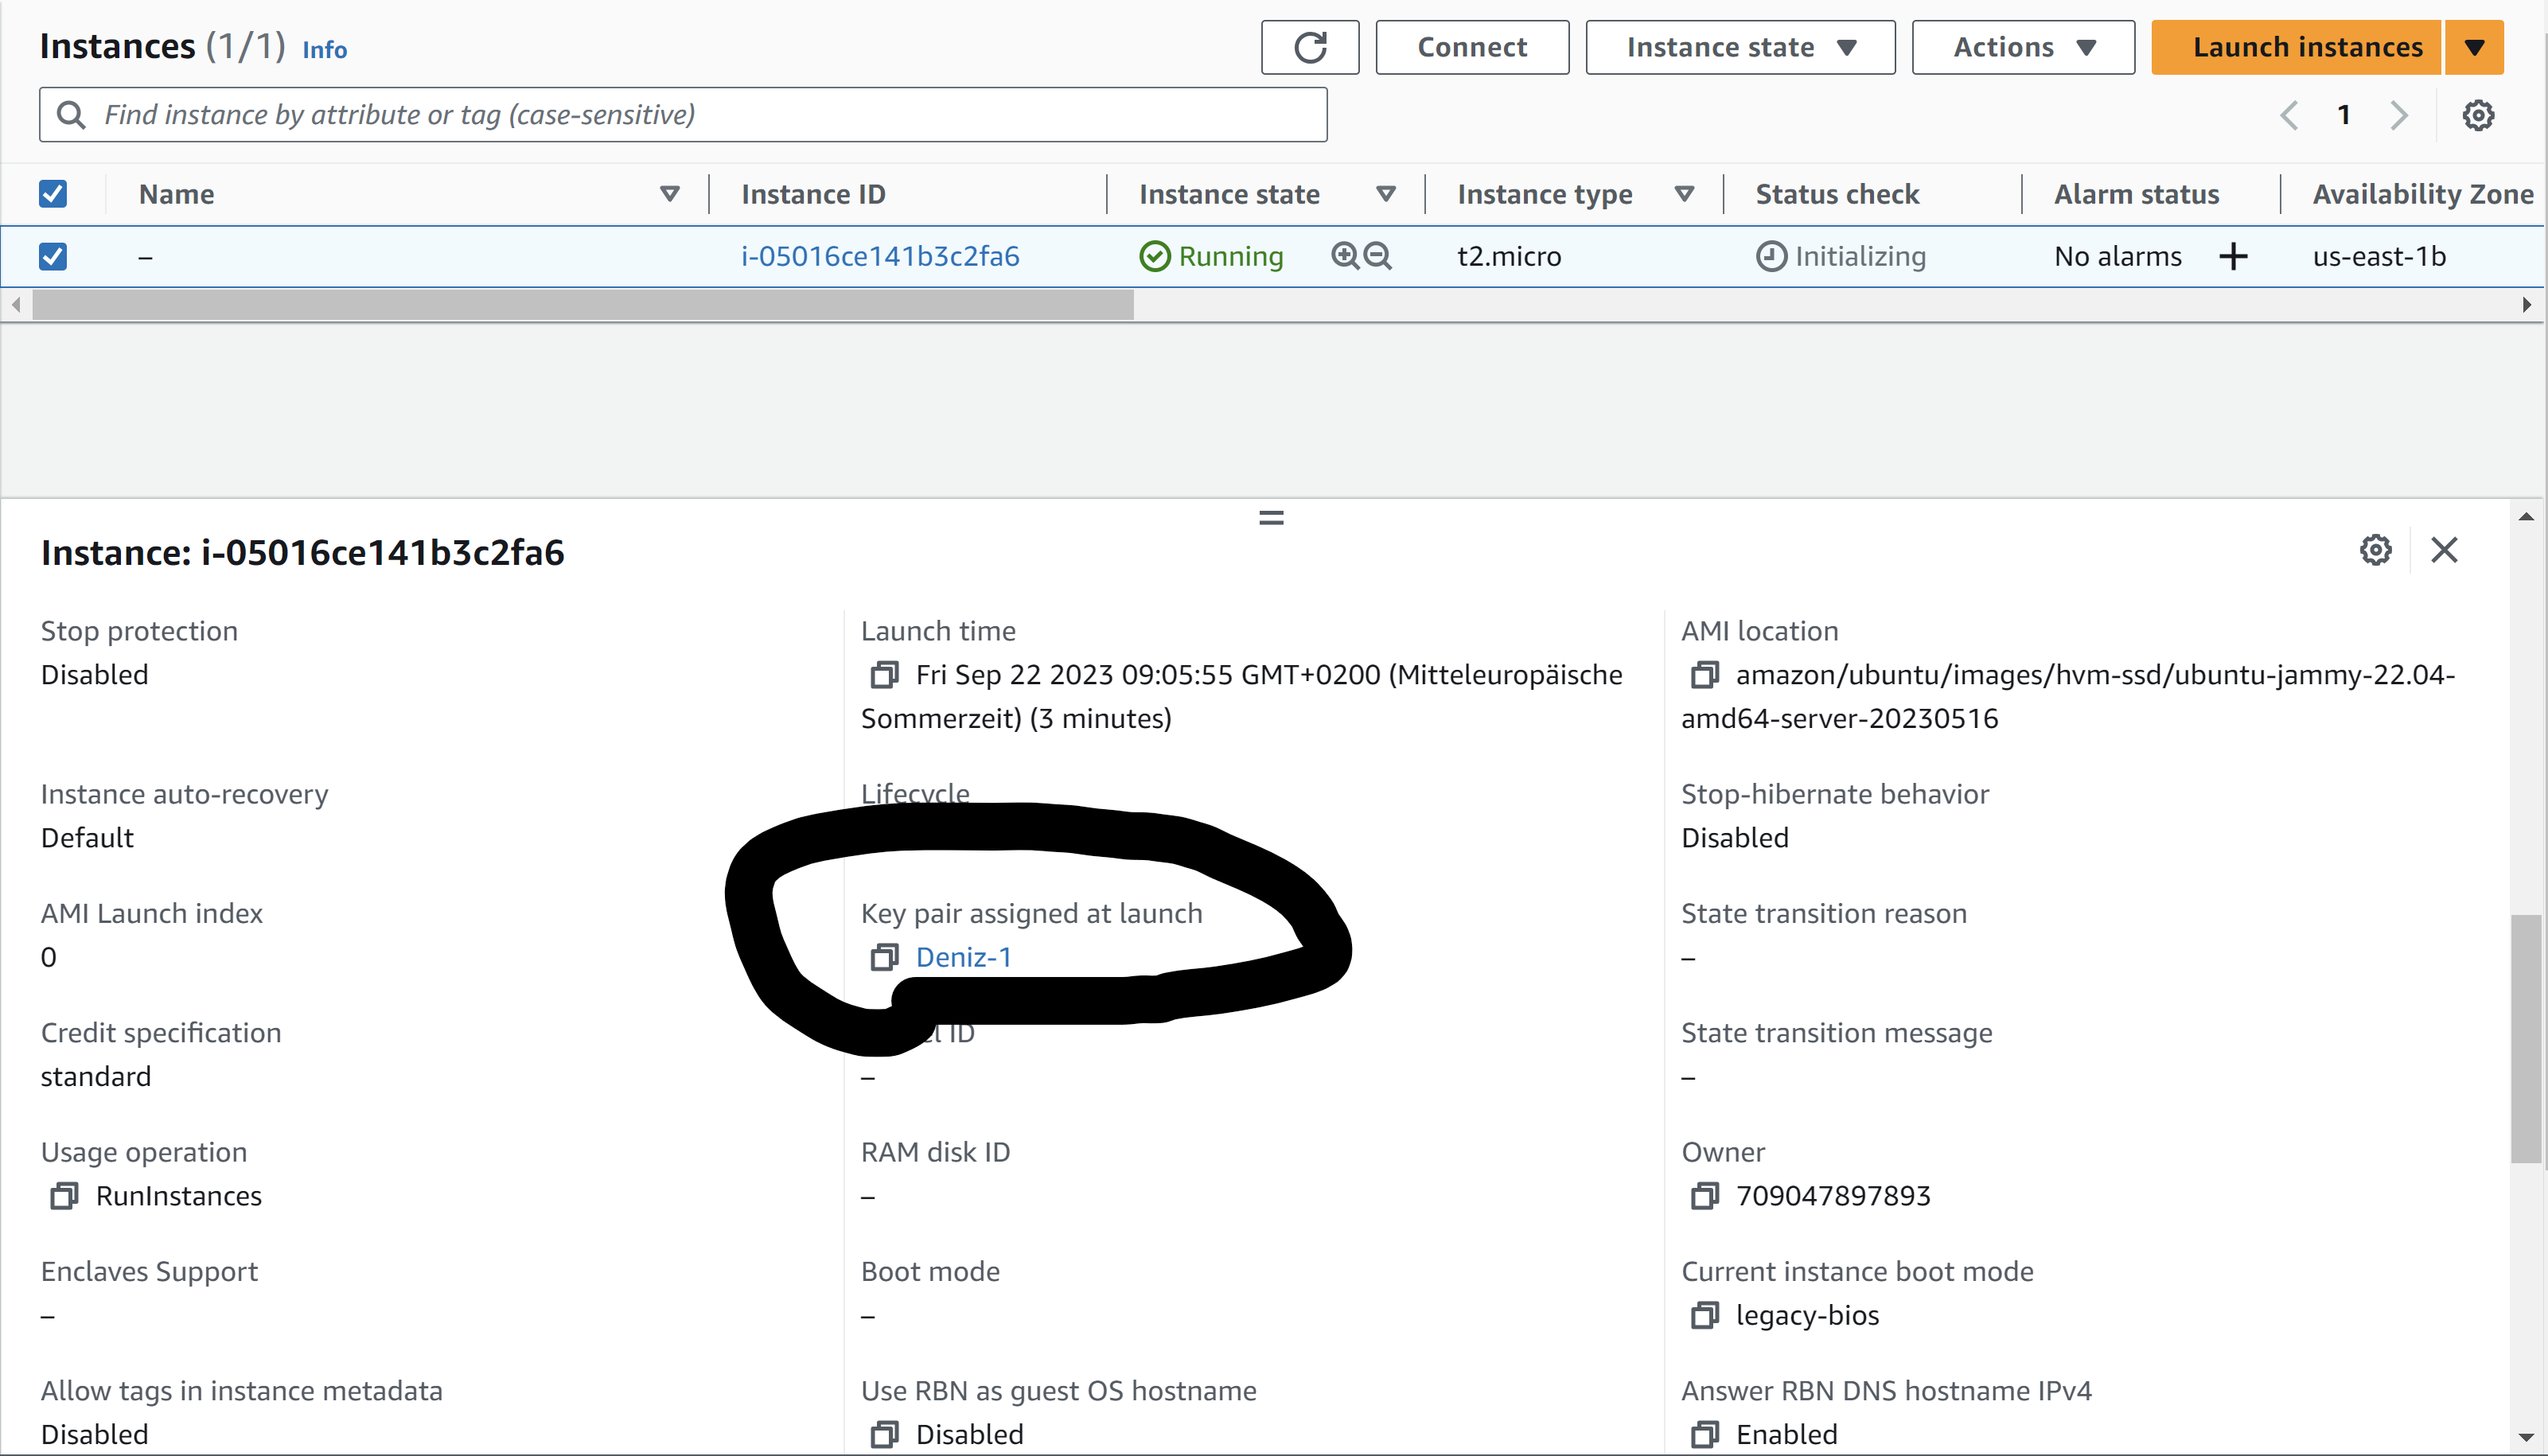 Instances (1/1) Info
Connect
Instance state
Actions
Launch instances
Find instance by attribute or tag (case-sensitive)
1
Name Instance ID Instance state Instance type Status check Alarm status Availability Zone
– i-05016ce141b3c2fa6 Running t2.micro Initializing No alarms + us-east-1b
Instance: i-05016ce141b3c2fa6
Stop protection
Disabled
Launch time
Fri Sep 22 2023 09:05:55 GMT+0200 (Mitteleuropäische
Sommerzeit) (3 minutes)
AMI location
amazon/ubuntu/images/hvm-ssd/ubuntu-jammy-22.04-
amd64-server-20230516
Instance auto-recovery
Default
Lifecycle
Stop-hibernate behavior
Disabled
AMI Launch index
0
Key pair assigned at launch
Deniz-1
State transition reason
–
Credit specification
standard
ID
–
State transition message
–
Usage operation
RunInstances
RAM disk ID
–
Owner
709047897893
Enclaves Support
–
Boot mode
–
Current instance boot mode
legacy-bios
Allow tags in instance metadata
Disabled
Use RBN as guest OS hostname
Disabled
Answer RBN DNS hostname IPv4
Enabled